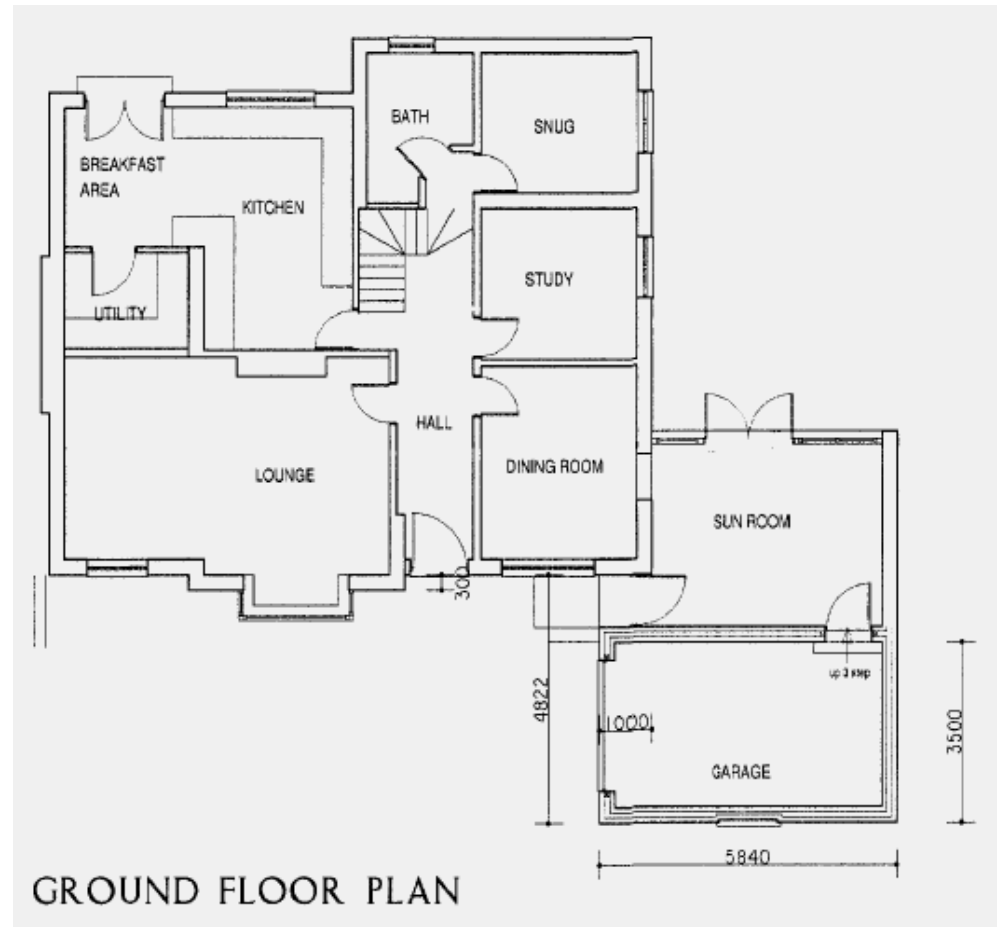 BATH
SNUG
BREAKFAST
AREA
KITCHEN
STUDY
UTILITY
HALL
LOUNGE
DINING ROOM
SUN ROOM
300
up 3 step
4822
1000
3500
GARAGE
5840
GROUND FLOOR PLAN